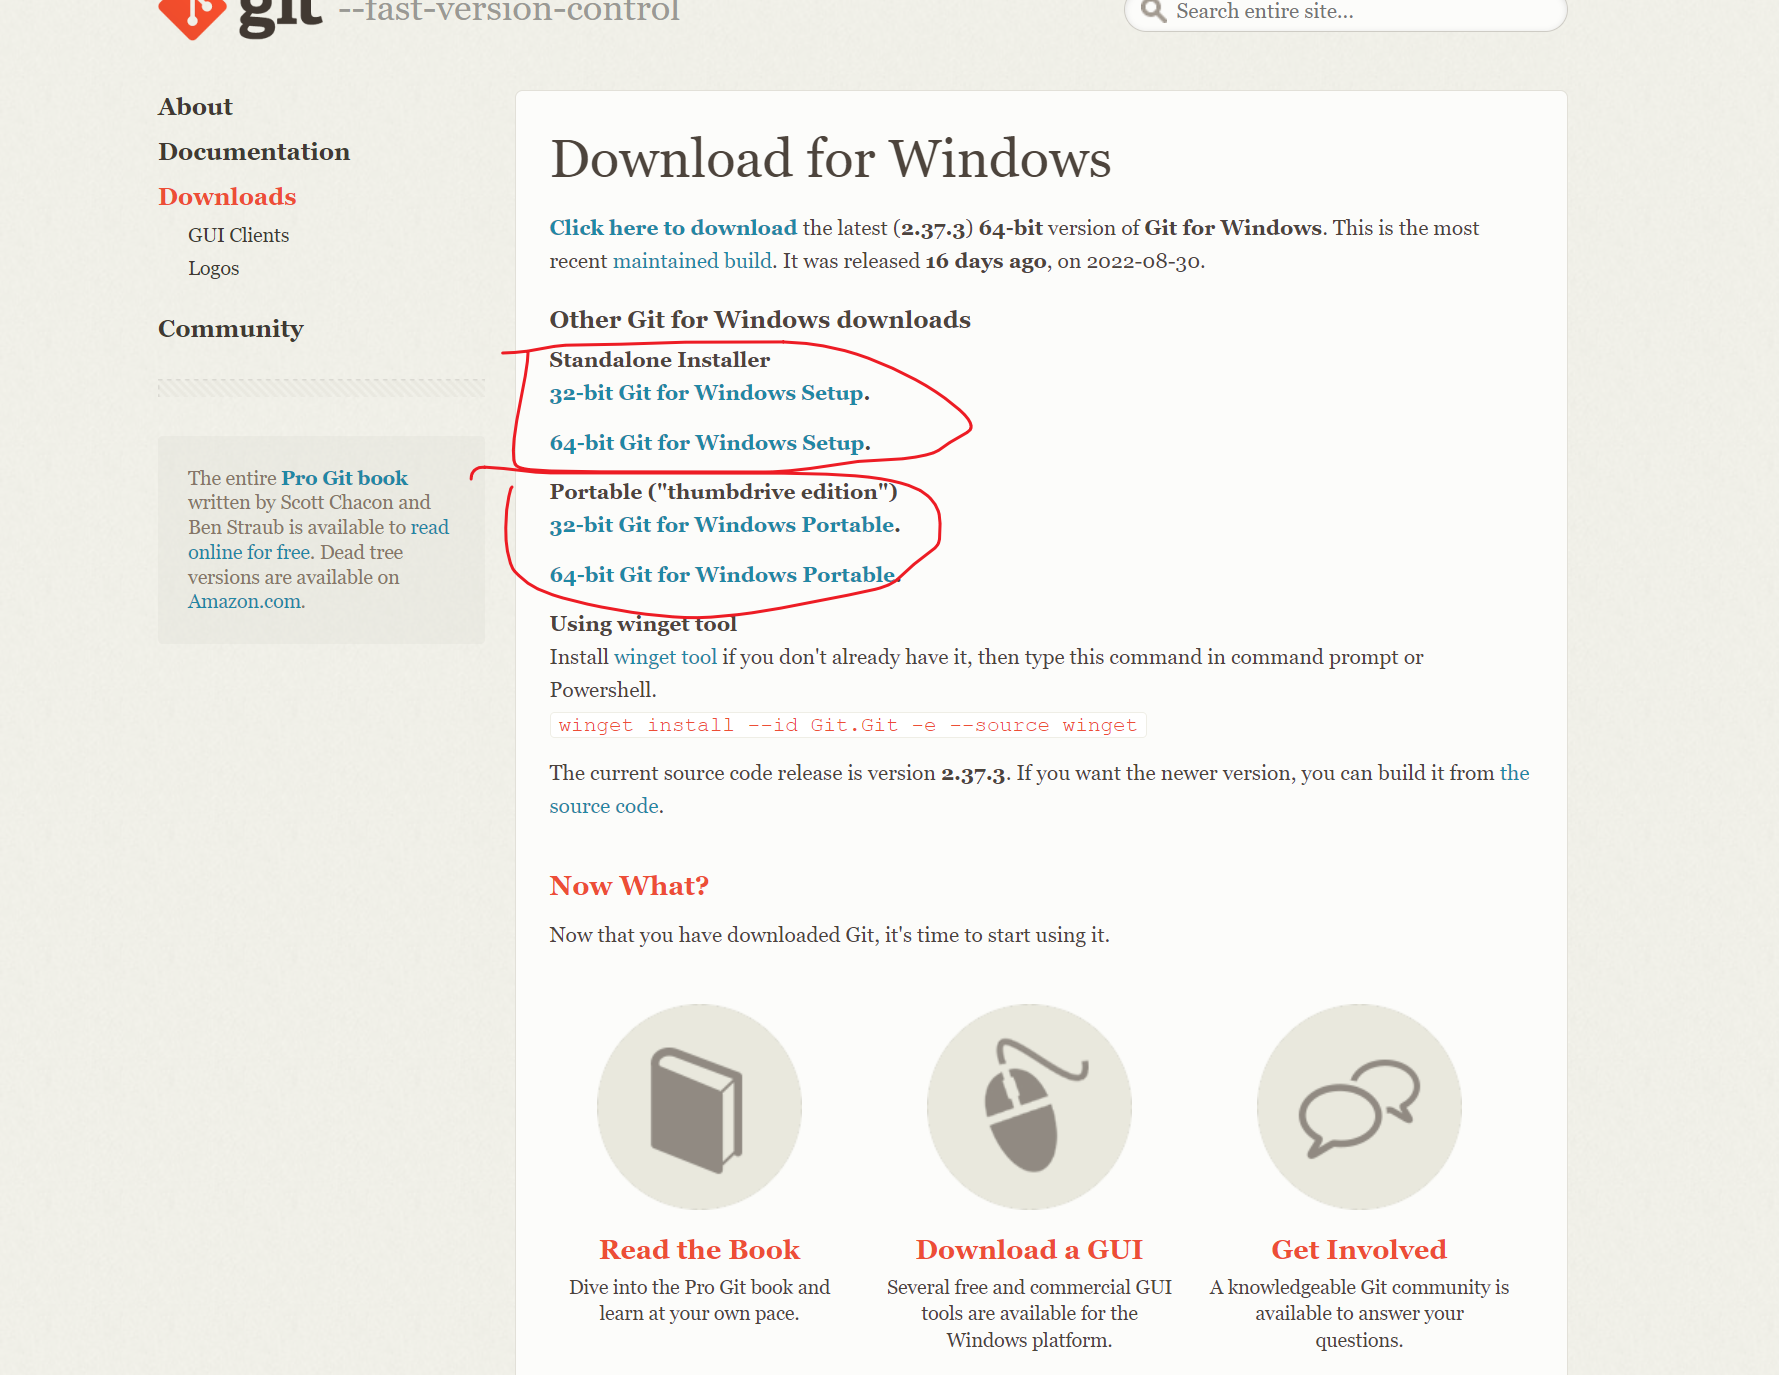 git --fast-version-control
Search entire site...
About
Documentation
Downloads
GUI Clients
Logos
Community
The entire Pro Git book
written by Scott Chacon and
Ben Straub is available to read
online for free. Dead tree
versions are available on
Amazon.com.
Download for Windows
Click here to download the latest (2.37.3) 64-bit version of Git for Windows. This is the most
recent maintained build. It was released 16 days ago, on 2022-08-30.
Other Git for Windows downloads
Standalone Installer
32-bit Git for Windows Setup.
64-bit Git for Windows Setup.
Portable ("thumbdrive edition")
32-bit Git for Windows Portable.
64-bit Git for Windows Portable.
Using winget tool
Install winget tool if you don't already have it, then type this command in command prompt or
Powershell.
winget install --id Git.Git -e --source winget
The current source code release is version 2.37.3. If you want the newer version, you can build it from the
source code.
Now What?
Now that you have downloaded Git, it's time to start using it.
Read the Book
Dive into the Pro Git book and
learn at your own pace.
Download a GUI
Several free and commercial GUI
tools are available for the
Windows platform.
Get Involved
A knowledgeable Git community is
available to answer your
questions.